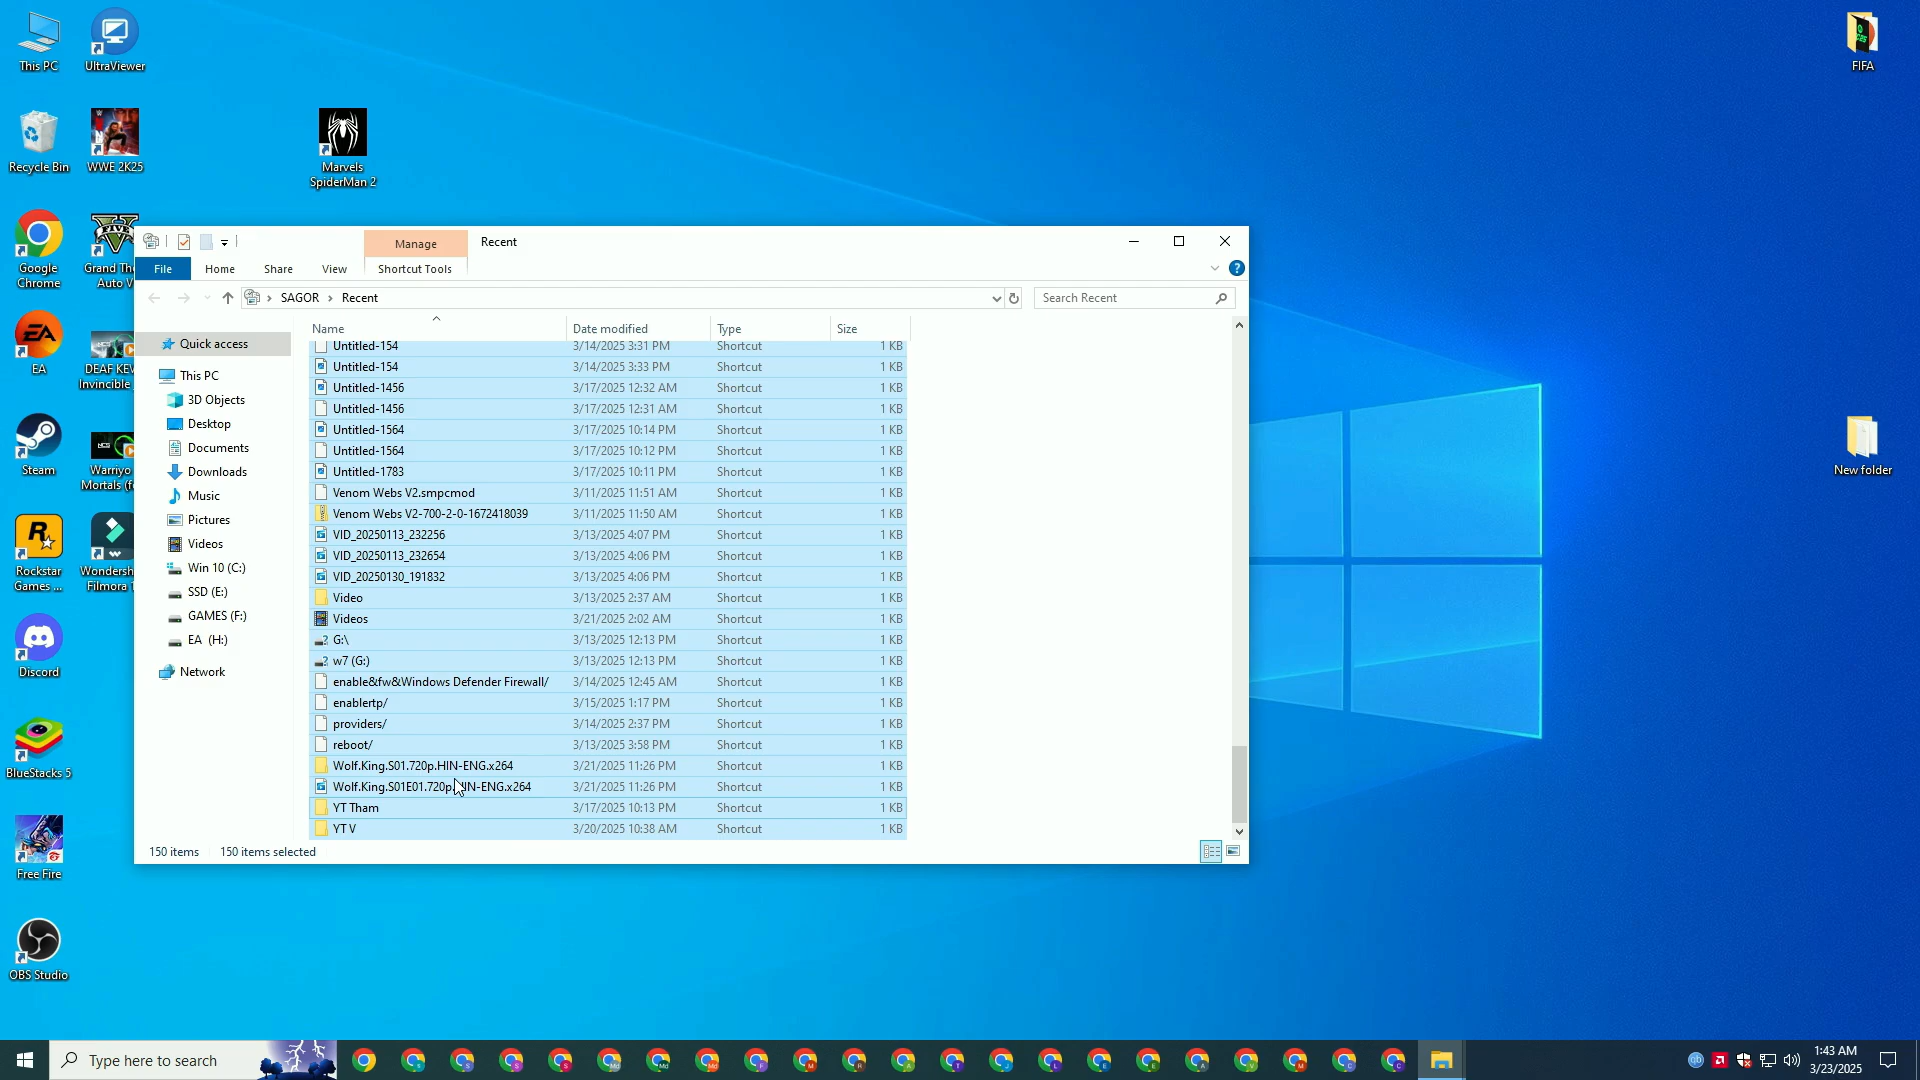 This PC
UltraViewer
FIFA
Recycle Bin
WWE 2K25
Marvels
SpiderMan 2
Google
Chrome
Grand The
Auto V
EA
DEAF KEV
Invincible
Steam
Warriyo
Mortals (f
New folder
Rockstar
Games ...
Wondersh
Filmora 1
Discord
BlueStacks 5
Free Fire
OBS Studio
Manage
Recent
File
Home
Share
View
Shortcut Tools
SAGOR
Recent
Search Recent
Name
Date modified
Type
Size
Quick access
This PC
3D Objects
Desktop
Documents
Downloads
Music
Pictures
Videos
Win 10 (C:)
SSD (E:)
GAMES (F:)
EA (H:)
Network
Untitled-154 3/14/2025 3:31 PM Shortcut 1 KB
Untitled-154 3/14/2025 3:33 PM Shortcut 1 KB
Untitled-1456 3/17/2025 12:32 AM Shortcut 1 KB
Untitled-1456 3/17/2025 12:31 AM Shortcut 1 KB
Untitled-1564 3/17/2025 10:14 PM Shortcut 1 KB
Untitled-1564 3/17/2025 10:12 PM Shortcut 1 KB
Untitled-1783 3/17/2025 10:11 PM Shortcut 1 KB
Venom Webs V2.smpcmod 3/11/2025 11:51 AM Shortcut 1 KB
Venom Webs V2-700-2-0-1672418039 3/11/2025 11:50 AM Shortcut 1 KB
VID_20250113_232256 3/13/2025 4:07 PM Shortcut 1 KB
VID_20250113_232654 3/13/2025 4:06 PM Shortcut 1 KB
VID_20250130_191832 3/13/2025 4:06 PM Shortcut 1 KB
Video 3/13/2025 2:37 AM Shortcut 1 KB
Videos 3/21/2025 2:02 AM Shortcut 1 KB
G:\ 3/13/2025 12:13 PM Shortcut 1 KB
w7 (G:) 3/13/2025 12:13 PM Shortcut 1 KB
enable&fw&Windows Defender Firewall/ 3/14/2025 12:45 AM Shortcut 1 KB
enablertp/ 3/15/2025 1:17 PM Shortcut 1 KB
providers/ 3/14/2025 2:37 PM Shortcut 1 KB
reboot/ 3/13/2025 3:58 PM Shortcut 1 KB
Wolf.King.S01.720p.HIN-ENG.x264 3/21/2025 11:26 PM Shortcut 1 KB
Wolf.King.S01E01.720p.HIN-ENG.x264 3/21/2025 11:26 PM Shortcut 1 KB
YT Tham 3/17/2025 10:13 PM Shortcut 1 KB
YT V 3/20/2025 10:38 AM Shortcut 1 KB
150 items
150 items selected
Type here to search
1:43 AM
3/23/2025